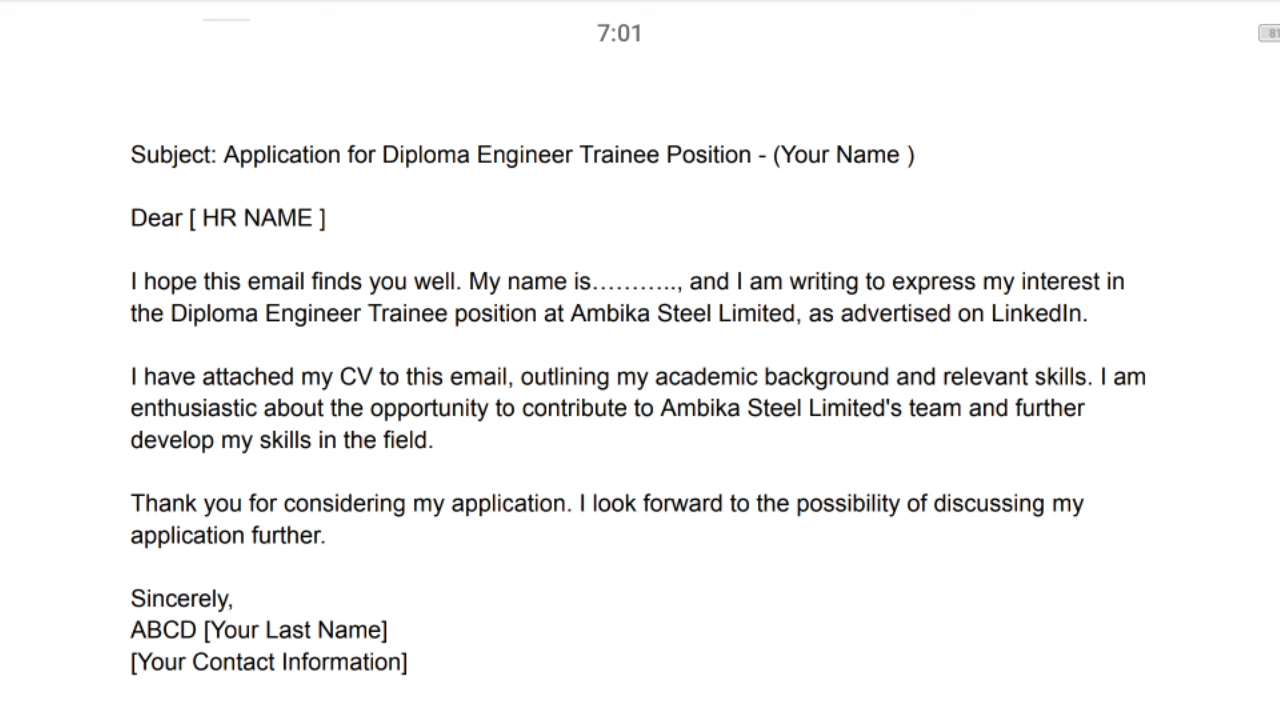 7:01
81
Subject: Application for Diploma Engineer Trainee Position - (Your Name )
Dear [ HR NAME ]
I hope this email finds you well. My name is..........., and I am writing to express my interest in
the Diploma Engineer Trainee position at Ambika Steel Limited, as advertised on LinkedIn.
I have attached my CV to this email, outlining my academic background and relevant skills. I am
enthusiastic about the opportunity to contribute to Ambika Steel Limited's team and further
develop my skills in the field.
Thank you for considering my application. I look forward to the possibility of discussing my
application further.
Sincerely,
ABCD [Your Last Name]
[Your Contact Information]